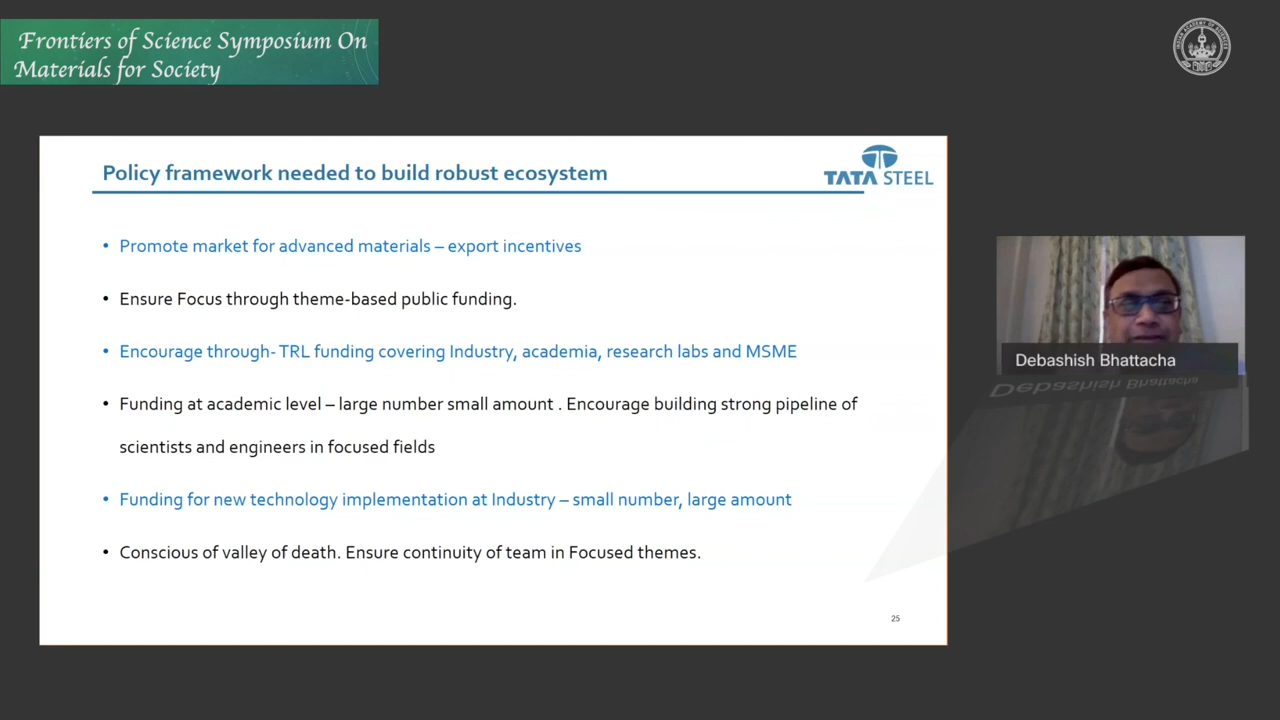 Frontiers of Science Symposium On
Materials for Society
Policy framework needed to build robust ecosystem
TATA STEEL
• Promote market for advanced materials – export incentives
• Ensure Focus through theme-based public funding.
• Encourage through- TRL funding covering Industry, academia, research labs and MSME
• Funding at academic level – large number small amount . Encourage building strong pipeline of
scientists and engineers in focused fields
• Funding for new technology implementation at Industry – small number, large amount
• Conscious of valley of death. Ensure continuity of team in Focused themes.
25
Debashish Bhattacha
Debashish Bhattacha